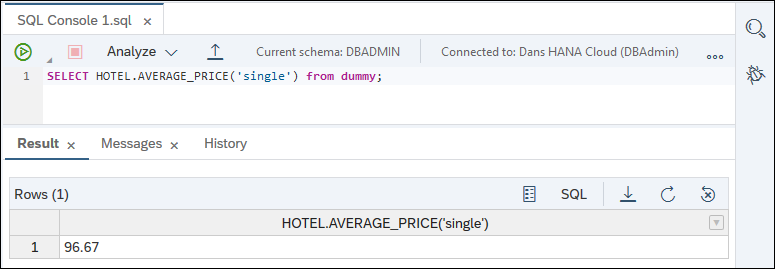 SQL Console 1.sql ×
Analyze Current schema: DBADMIN Connected to: Dans HANA Cloud (DBAdmin)
1 SELECT HOTEL.AVERAGE_PRICE('single') from dummy;
Result × Messages × History
Rows (1) SQL
HOTEL.AVERAGE_PRICE('single')
1 96.67